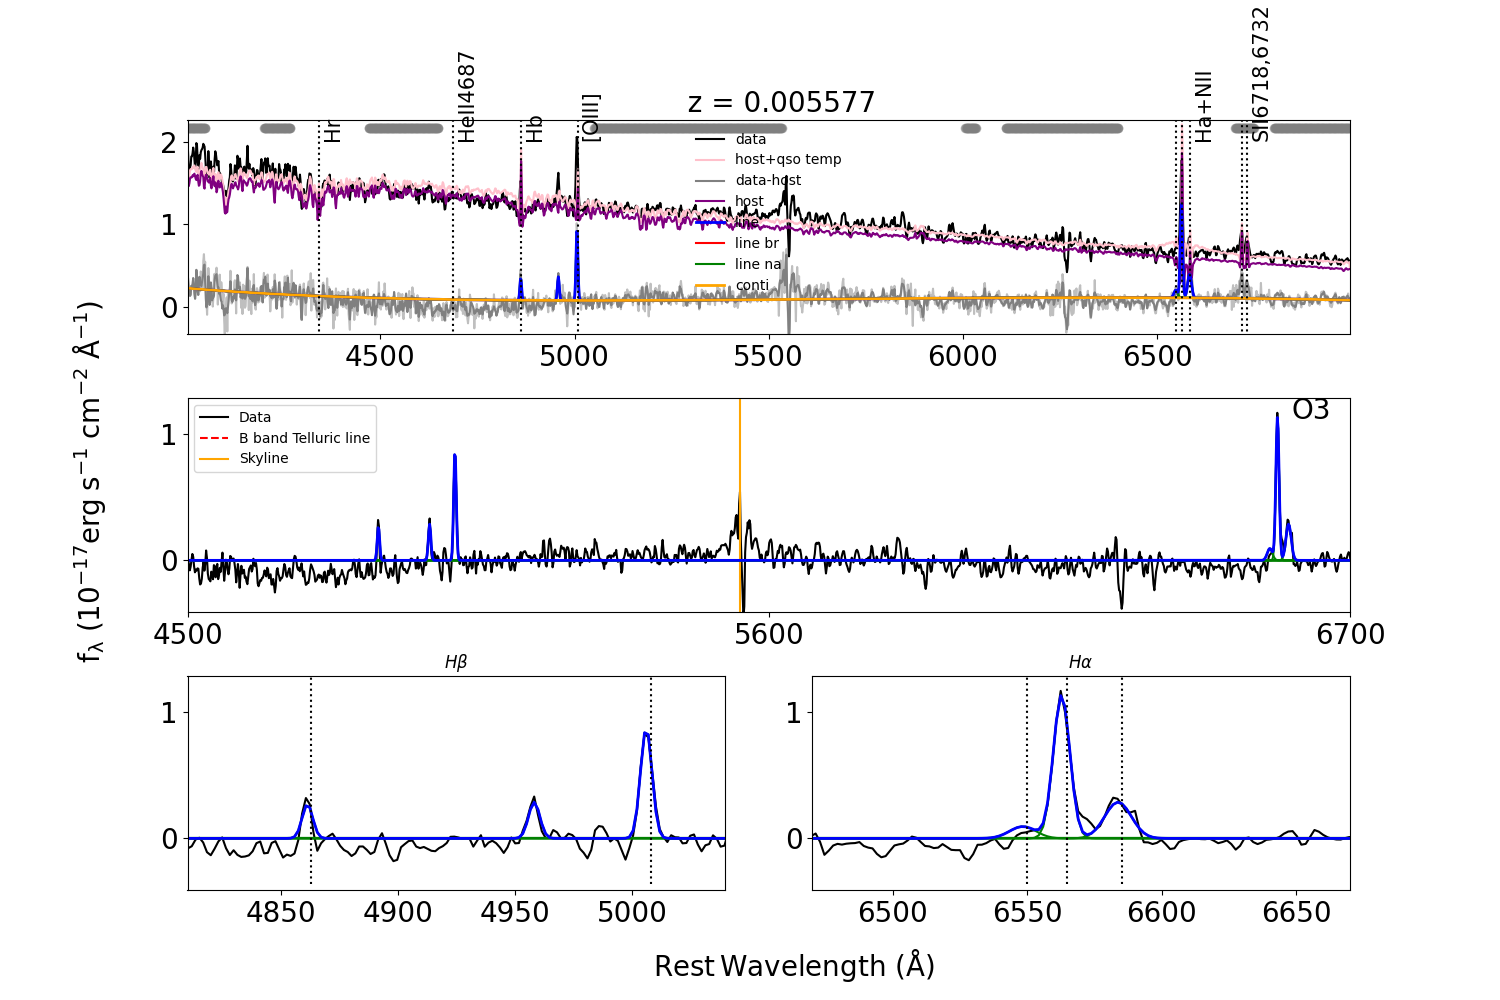 z = 0.005577
Hr
HeII4687
Hb
[OIII]
Ha+NII
SII6718,6732
data
host+qso temp
data-host
host
line
line br
line na
conti
2
1
0
4500
5000
5500
6000
6500
Data
B band Telluric line
Skyline
O3
1
0
4500
5600
6700
fλ (10⁻¹⁷erg s⁻¹ cm⁻² Å⁻¹)
Hβ
1
0
4850
4900
4950
5000
Hα
1
0
6500
6550
6600
6650
Rest Wavelength (Å)